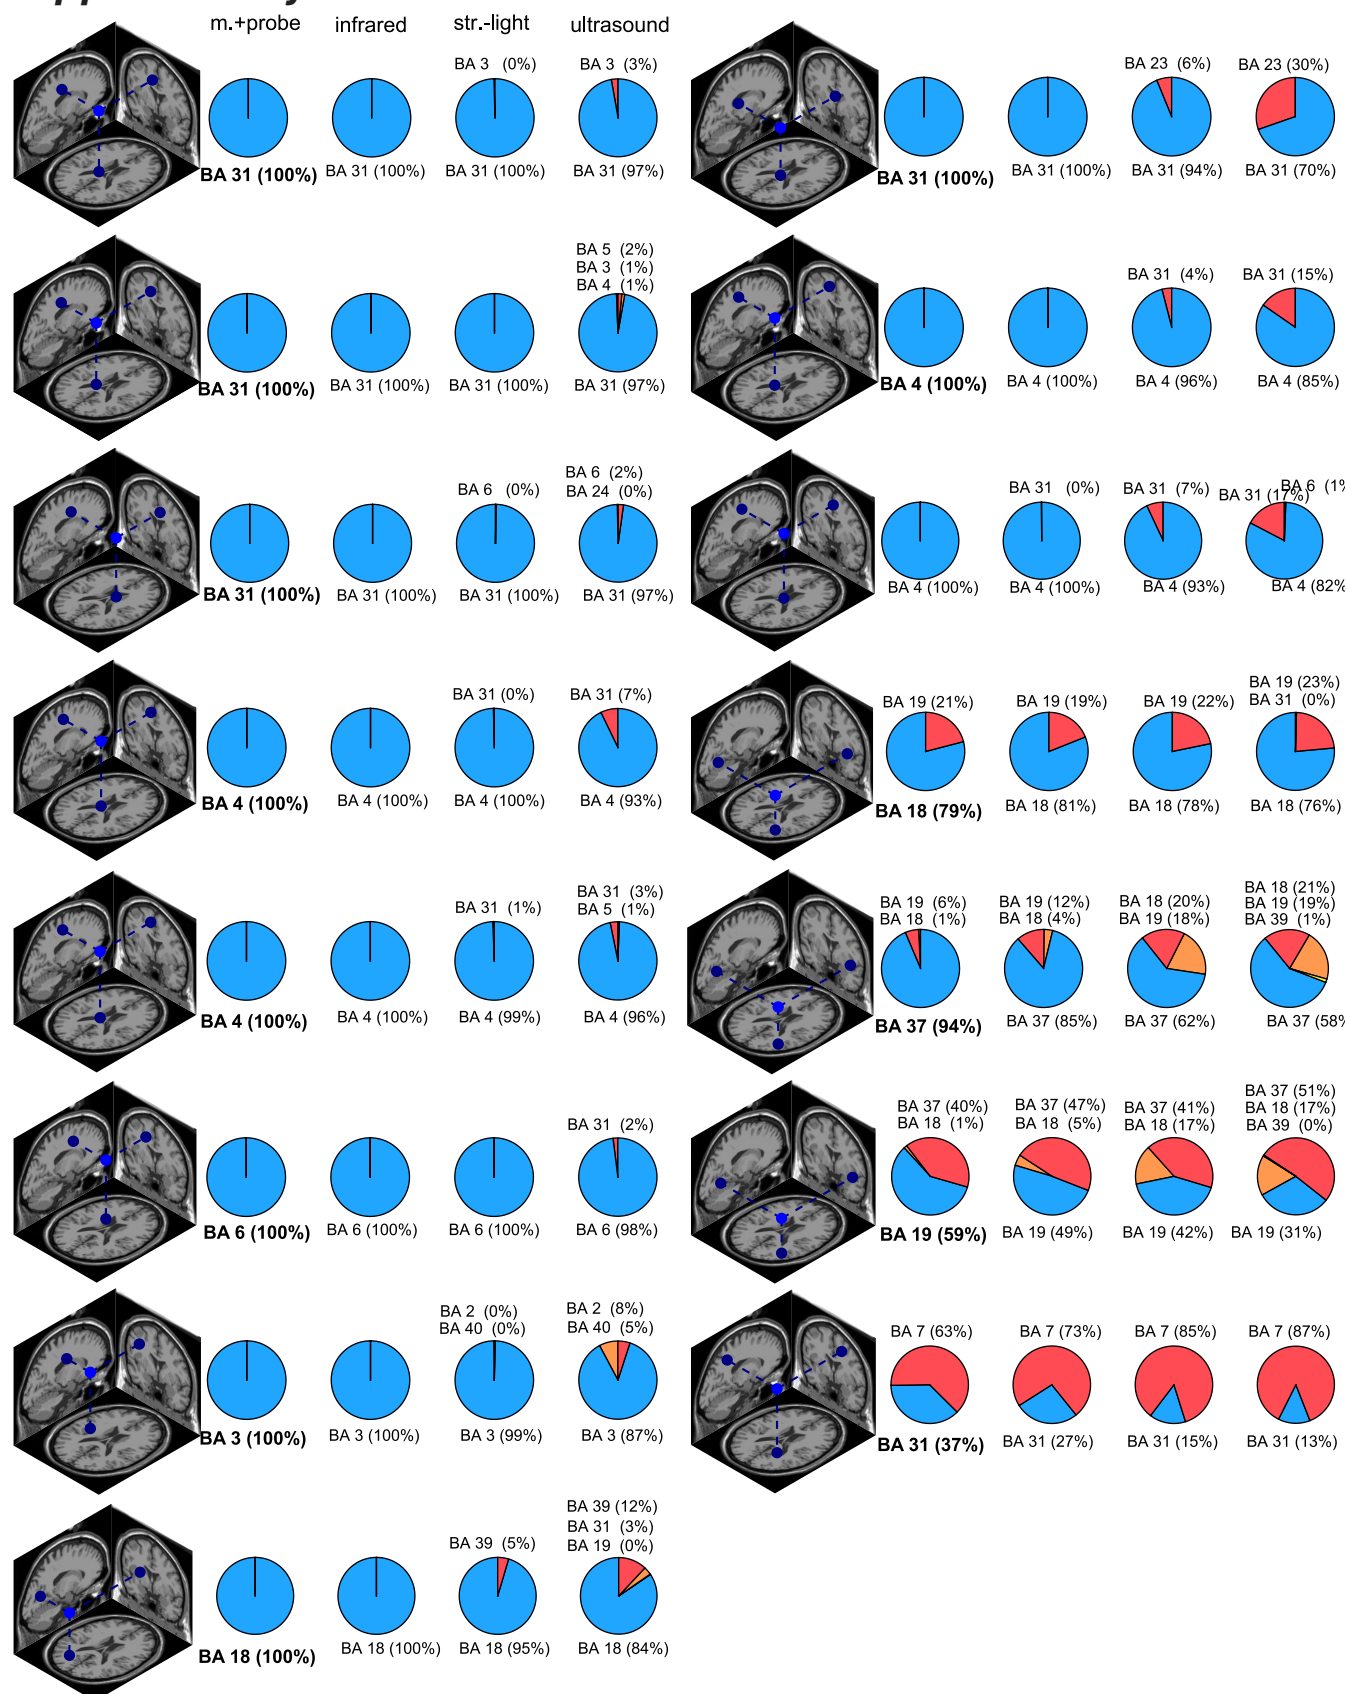 m.+probe infrared str.-light ultrasound
BA 3 (0%) BA 3 (3%)
BA 31 (100%) BA 31 (100%) BA 31 (100%) BA 31 (97%)
BA 23 (6%) BA 23 (30%)
BA 31 (100%) BA 31 (100%) BA 31 (94%) BA 31 (70%)
BA 5 (2%)
BA 3 (1%)
BA 4 (1%)
BA 31 (100%) BA 31 (100%) BA 31 (100%) BA 31 (97%)
BA 31 (4%) BA 31 (15%)
BA 4 (100%) BA 4 (100%) BA 4 (96%) BA 4 (85%)
BA 6 (2%)
BA 6 (0%) BA 24 (0%)
BA 31 (100%) BA 31 (100%) BA 31 (100%) BA 31 (97%)
BA 31 (0%) BA 31 (7%) BA 31 (17%) BA 6 (1%
BA 4 (100%) BA 4 (100%) BA 4 (93%) BA 4 (82%
BA 31 (0%) BA 31 (7%)
BA 4 (100%) BA 4 (100%) BA 4 (100%) BA 4 (93%)
BA 19 (23%)
BA 19 (21%) BA 19 (19%) BA 19 (22%) BA 31 (0%)
BA 18 (79%) BA 18 (81%) BA 18 (78%) BA 18 (76%)
BA 31 (3%)
BA 31 (1%) BA 5 (1%)
BA 4 (100%) BA 4 (100%) BA 4 (99%) BA 4 (96%)
BA 18 (21%)
BA 19 (6%) BA 19 (12%) BA 18 (20%) BA 19 (19%)
BA 18 (1%) BA 18 (4%) BA 19 (18%) BA 39 (1%)
BA 37 (94%) BA 37 (85%) BA 37 (62%) BA 37 (58%
BA 31 (2%)
BA 6 (100%) BA 6 (100%) BA 6 (100%) BA 6 (98%)
BA 37 (51%)
BA 37 (40%) BA 37 (47%) BA 37 (41%) BA 18 (17%)
BA 18 (1%) BA 18 (5%) BA 18 (17%) BA 39 (0%)
BA 19 (59%) BA 19 (49%) BA 19 (42%) BA 19 (31%)
BA 2 (0%) BA 2 (8%)
BA 40 (0%) BA 40 (5%)
BA 3 (100%) BA 3 (100%) BA 3 (99%) BA 3 (87%)
BA 7 (63%) BA 7 (73%) BA 7 (85%) BA 7 (87%)
BA 31 (37%) BA 31 (27%) BA 31 (15%) BA 31 (13%)
BA 39 (12%)
BA 31 (3%)
BA 39 (5%) BA 19 (0%)
BA 18 (100%) BA 18 (100%) BA 18 (95%) BA 18 (84%)